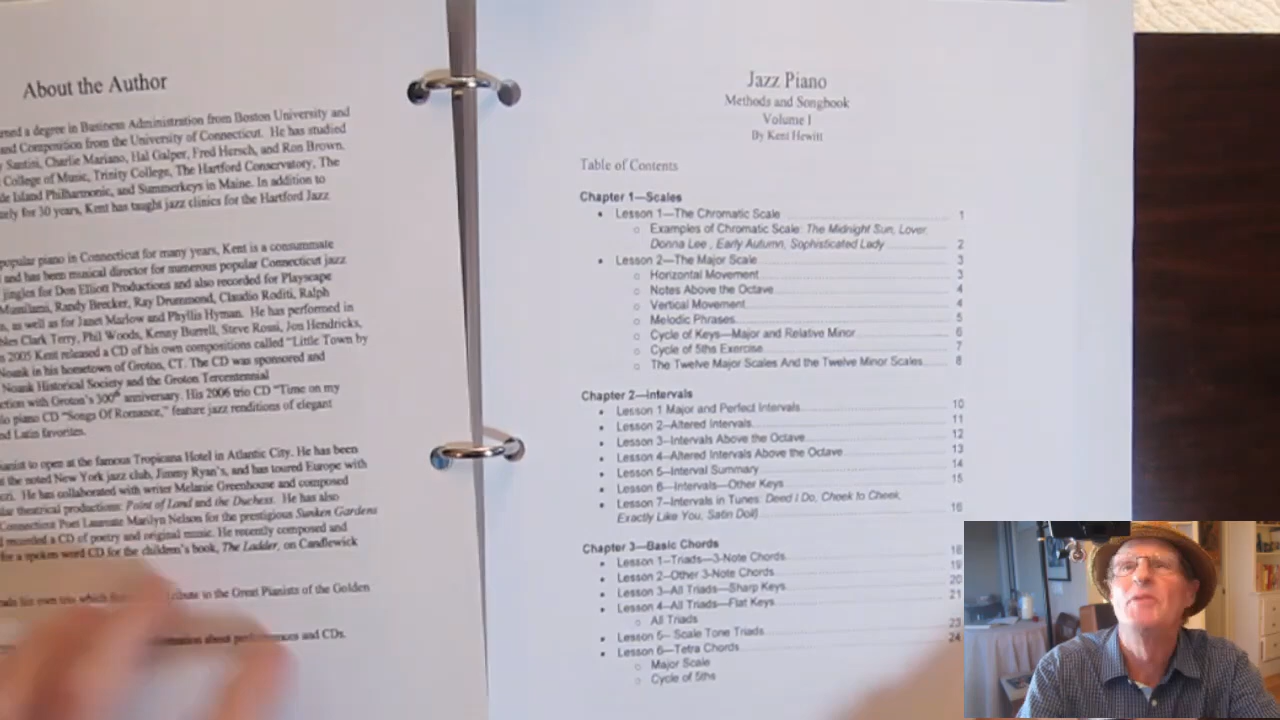 About the Author
ned a degree in Business Administration from Boston University and
and Composition from the University of Connecticut. He has studied
Santini, Charlie Mariano, Hal Galper, Fred Hersch, and Ron Brown.
College of Music, Trinity College, The Hartford Conservatory, The
de Island Philharmonic, and Summerkeys in Maine. In addition to
ely for 30 years, Kent has taught jazz clinics for the Hartford Jazz
popular piano in Connecticut for many years, Kent is a consummate
and has been musical director for numerous popular Connecticut jazz
jingles for Don Elliott Productions and also recorded for Playscape
Randy Brecker, Ray Drummond, Claudio Roditi, Ralph
as well as for Janet Marlow and Phyllis Hyman. He has performed in
Clark Terry, Phil Woods, Kenny Burrell, Steve Rossi, Jon Hendricks,
2005 Kent released a CD of his own compositions called "Little Town by
Noank in his hometown of Groton, CT. The CD was sponsored and
Noank Historical Society and the Groton Tercentennial
ction with Groton's 300th anniversary. His 2006 trio CD "Time on my
piano CD "Songs Of Romance," feature jazz renditions of elegant
nd Latin favorites.
ianist to open at the famous Tropicana Hotel in Atlantic City. He has been
the noted New York jazz club, Jimmy Ryan's, and has toured Europe with
He has collaborated with writer Melanie Greenhouse and composed
theatrical productions: Point of Land and the Duchess. He has also
Connecticut Poet Laureate Marilyn Nelson for the prestigious Sunken Gardens
recorded a CD of poetry and original music. He recently composed and
for a spoken word CD for the children's book, The Ladder, on Candlewick
his own trio which to the Great Pianists of the Golden
and CDs.
Jazz Piano
Methods and Songbook
Volume I
By Kent Hewitt
Table of Contents
Chapter 1—Scales
• Lesson 1—The Chromatic Scale 1
○ Examples of Chromatic Scale: The Midnight Sun, Lover,
Donna Lee , Early Autumn, Sophisticated Lady 2
• Lesson 2—The Major Scale 3
○ Horizontal Movement 3
○ Notes Above the Octave 4
○ Vertical Movement 4
○ Melodic Phrases 5
○ Cycle of Keys—Major and Relative Minor 6
○ Cycle of 5ths Exercise 7
○ The Twelve Major Scales And the Twelve Minor Scales 8
Chapter 2—Intervals
• Lesson 1 Major and Perfect Intervals 10
• Lesson 2–Altered Intervals 11
• Lesson 3–Intervals Above the Octave 12
• Lesson 4–Altered Intervals Above the Octave 13
• Lesson 5–Interval Summary 14
• Lesson 6—Intervals—Other Keys 15
• Lesson 7–Intervals in Tunes: Deed I Do, Cheek to Cheek,
Exactly Like You, Satin Doll) 16
Chapter 3—Basic Chords
• Lesson 1–Triads—3-Note Chords 18
• Lesson 2–Other 3-Note Chords 19
• Lesson 3–All Triads–Sharp Keys 20
• Lesson 4–All Triads–Flat Keys 21
○ All Triads
• Lesson 5– Scale Tone Triads 23
• Lesson 6–Tetra Chords 24
○ Major Scale
○ Cycle of 5ths